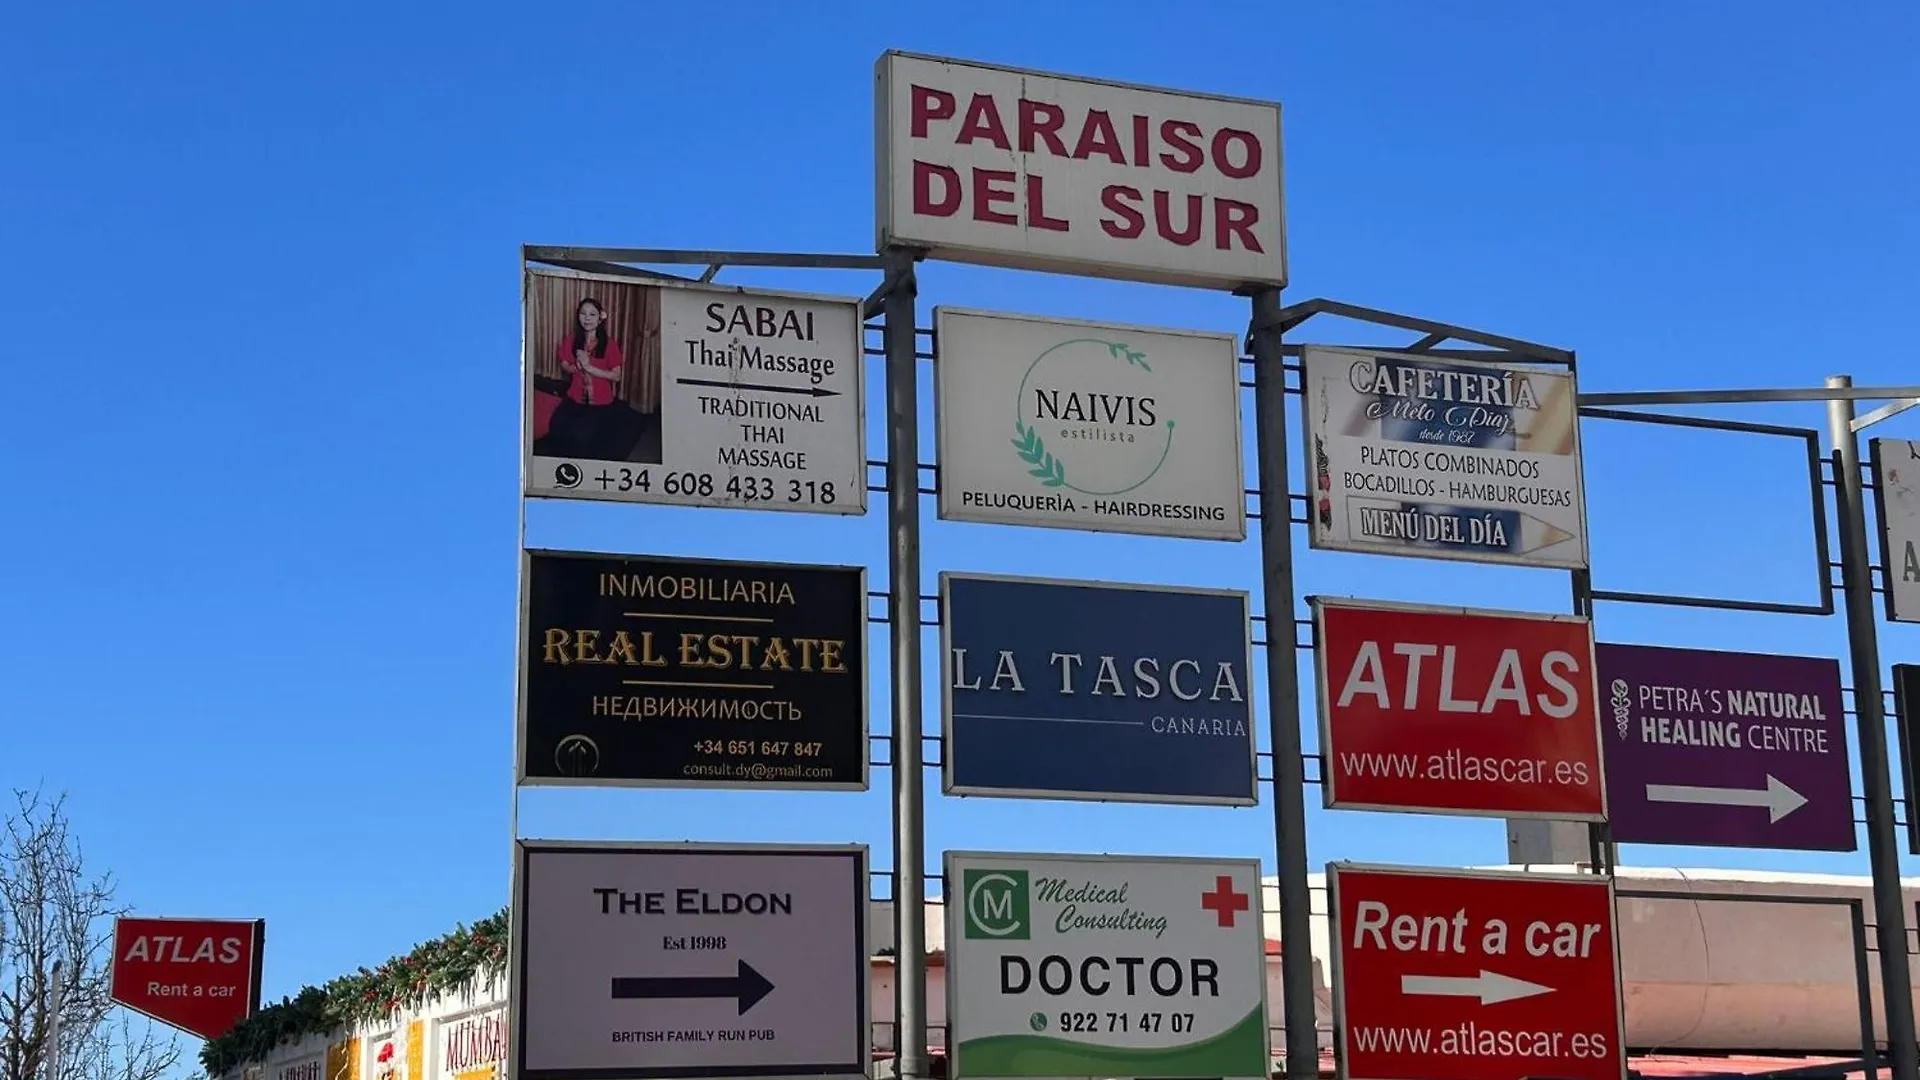 PARAISO
DEL SUR
SABAI
Thai Massage
TRADITIONAL
THAI
MASSAGE
+34 608 433 318
NAIVIS
estilista
PELUQUERÌA - HAIRDRESSING
CAFETERÍA
Melo Díaz
desde 1987
PLATOS COMBINADOS
BOCADILLOS - HAMBURGUESAS
MENÚ DEL DÍA
INMOBILIARIA
REAL ESTATE
НЕДВИЖИМОСТЬ
+34 651 647 847
consult.dy@gmail.com
LA TASCA
CANARIA
ATLAS
www.atlascar.es
PETRA´S NATURAL
HEALING CENTRE
THE ELDON
Est 1998
BRITISH FAMILY RUN PUB
CM Medical
Consulting
DOCTOR
922 71 47 07
Rent a car
www.atlascar.es
ATLAS
Rent a car